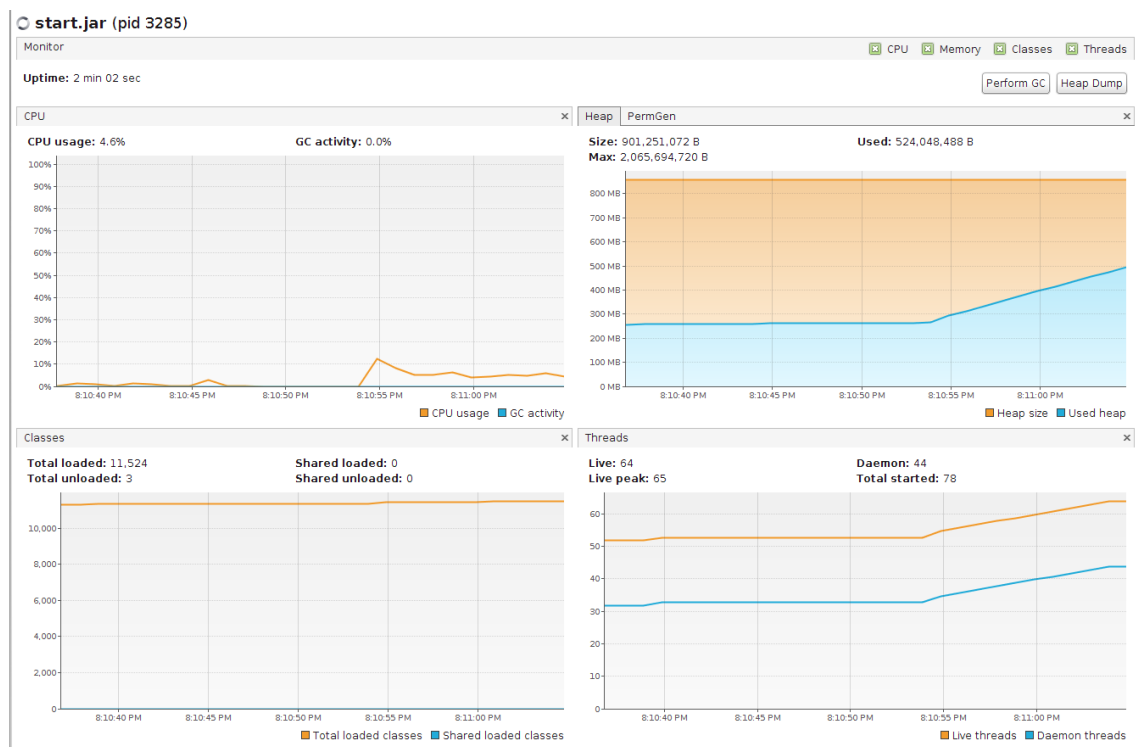 start.jar (pid 3285)
Monitor
CPU Memory Classes Threads
Uptime: 2 min 02 sec
Perform GC Heap Dump
CPU
CPU usage: 4.6% GC activity: 0.0%
100%
90%
80%
70%
60%
50%
40%
30%
20%
10%
0%
8:10:40 PM 8:10:45 PM 8:10:50 PM 8:10:55 PM 8:11:00 PM
CPU usage GC activity
Heap PermGen
Size: 901,251,072 B Used: 524,048,488 B
Max: 2,065,694,720 B
800 MB
700 MB
600 MB
500 MB
400 MB
300 MB
200 MB
100 MB
0 MB
8:10:40 PM 8:10:45 PM 8:10:50 PM 8:10:55 PM 8:11:00 PM
Heap size Used heap
Classes
Total loaded: 11,524 Shared loaded: 0
Total unloaded: 3 Shared unloaded: 0
10,000
8,000
6,000
4,000
2,000
0
8:10:40 PM 8:10:45 PM 8:10:50 PM 8:10:55 PM 8:11:00 PM
Total loaded classes Shared loaded classes
Threads
Live: 64 Daemon: 44
Live peak: 65 Total started: 78
60
50
40
30
20
10
0
8:10:40 PM 8:10:45 PM 8:10:50 PM 8:10:55 PM 8:11:00 PM
Live threads Daemon threads